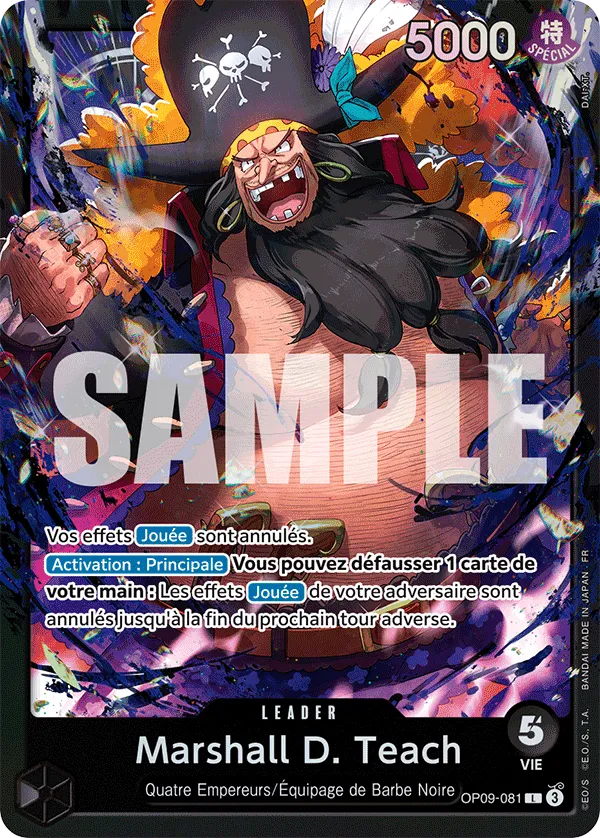 5000
特
SPÉCIAL
SAMPLE
Vos effets Jouée sont annulés.
Activation : Principale Vous pouvez défausser 1 carte de
votre main : Les effets Jouée de votre adversaire sont
annulés jusqu'à la fin du prochain tour adverse.
LEADER
Marshall D. Teach
Quatre Empereurs/Équipage de Barbe Noire
5
VIE
OP09-081 L 3
©E.O/S ©E.O./S., T.A. BANDAI MADE IN JAPAN FR